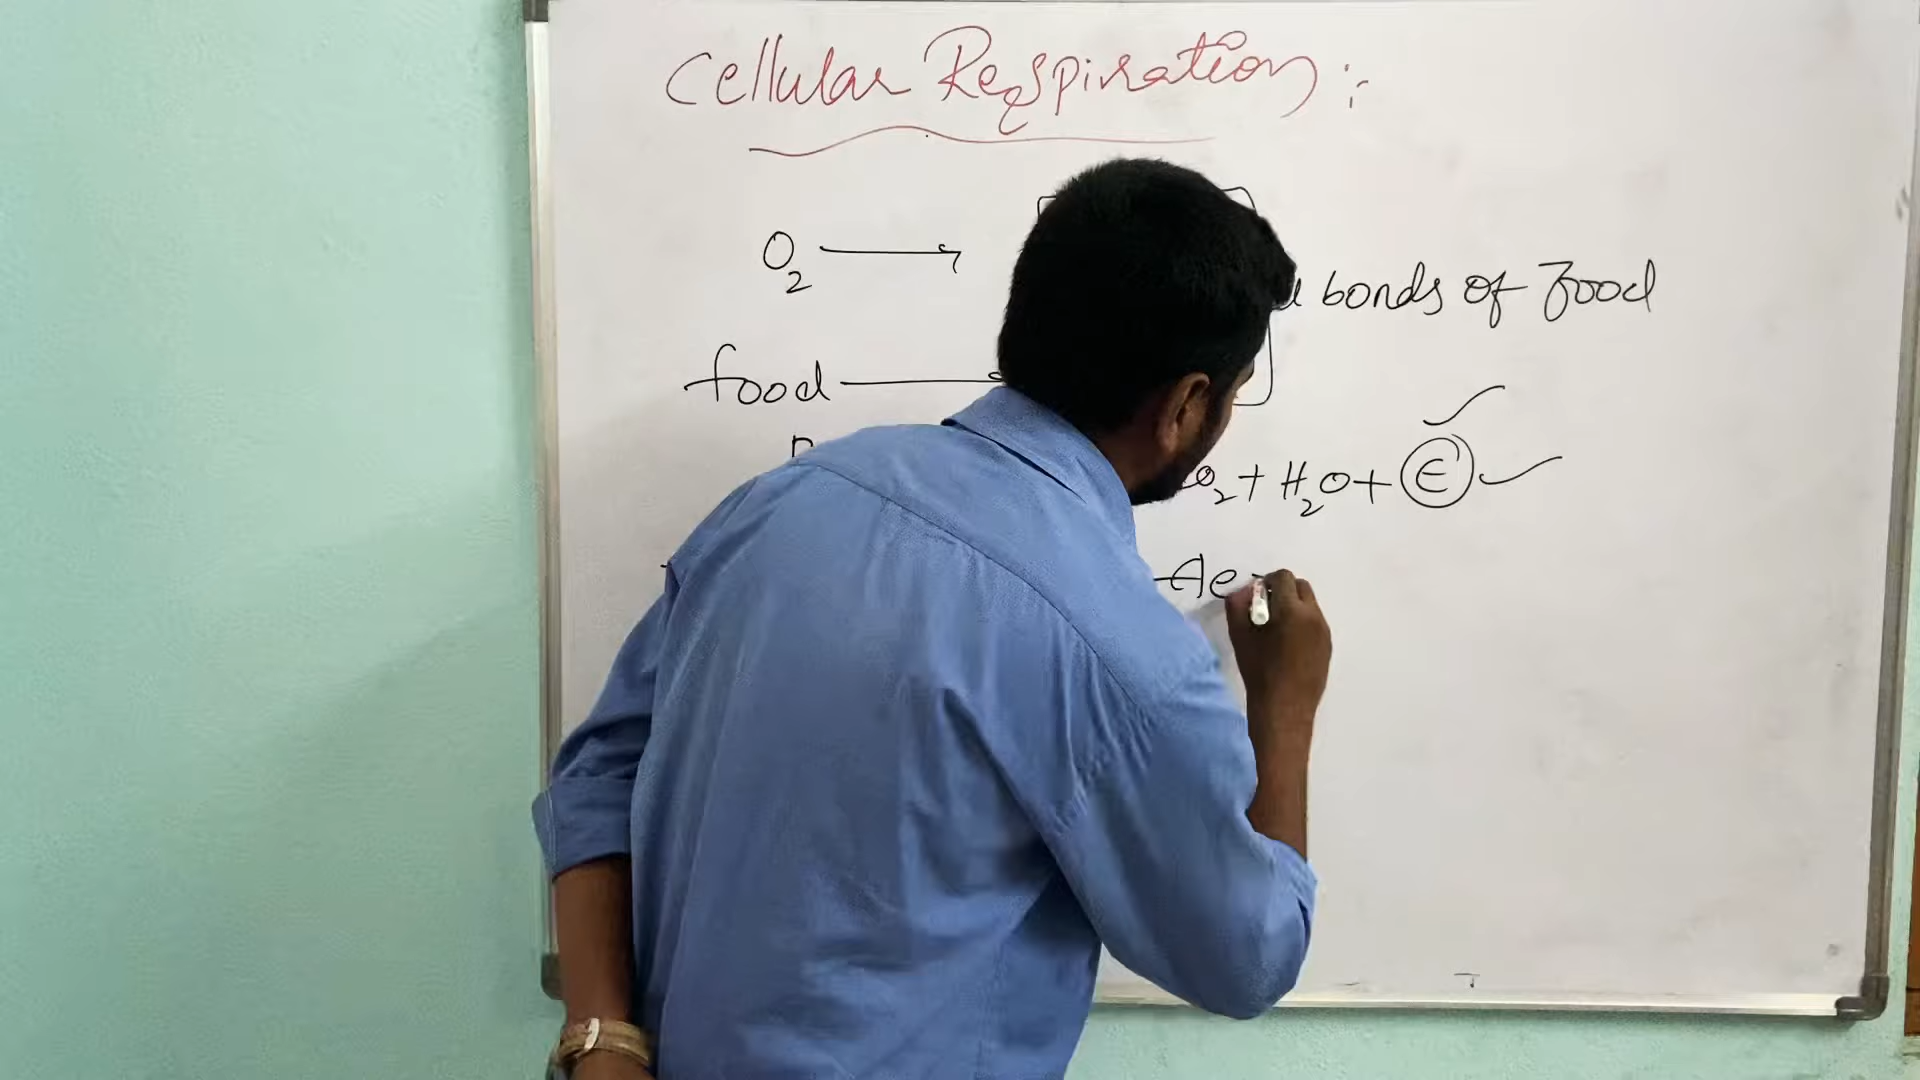 Cellular Respiration :-
O₂ →
bonds of Food
food
O₂ + H₂O + E
Ae